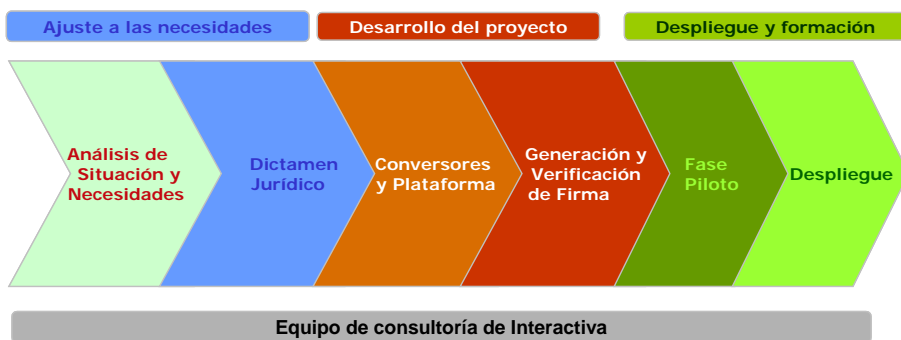 Ajuste a las necesidades
Desarrollo del proyecto
Despliegue y formación
Análisis de
Situación y
Necesidades
Dictamen
Jurídico
Conversores
y Plataforma
Generación y
Verificación
de Firma
Fase
Piloto
Despliegue
Equipo de consultoría de Interactiva